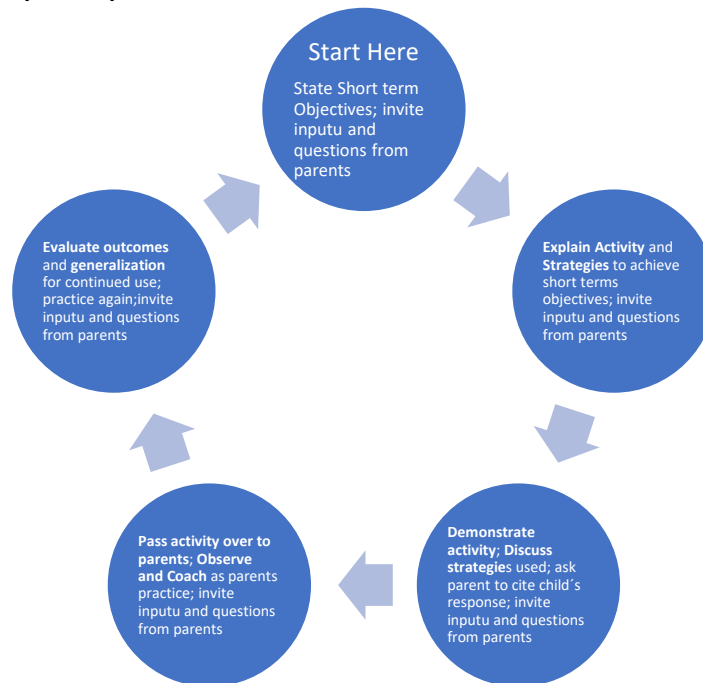 Start Here
State Short term
Objectives; invite
inputu and
questions from
parents
Explain Activity and
Strategies to achieve
short terms
objectives; invite
inputu and questions
from parents
Demonstrate
activity; Discuss
strategies used; ask
parent to cite child´s
response; invite
inputu and questions
from parents
Pass activity over to
parents; Observe
and Coach as parents
practice; invite
inputu and questions
from parents
Evaluate outcomes
and generalization
for continued use;
practice again;invite
inputu and questions
from parents